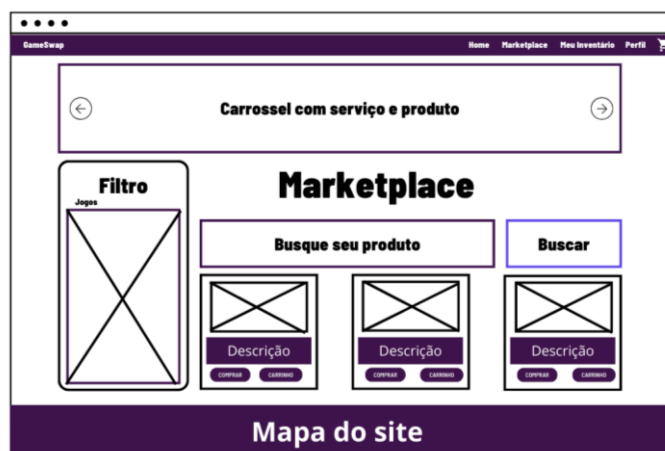 GameSwap Home Marketplace Meu Inventário Perfil
Carrossel com serviço e produto
Filtro
Jogos
Marketplace
Busque seu produto Buscar
Descrição Descrição Descrição
COMPRAR CARRINHO COMPRAR CARRINHO COMPRAR CARRINHO
Mapa do site